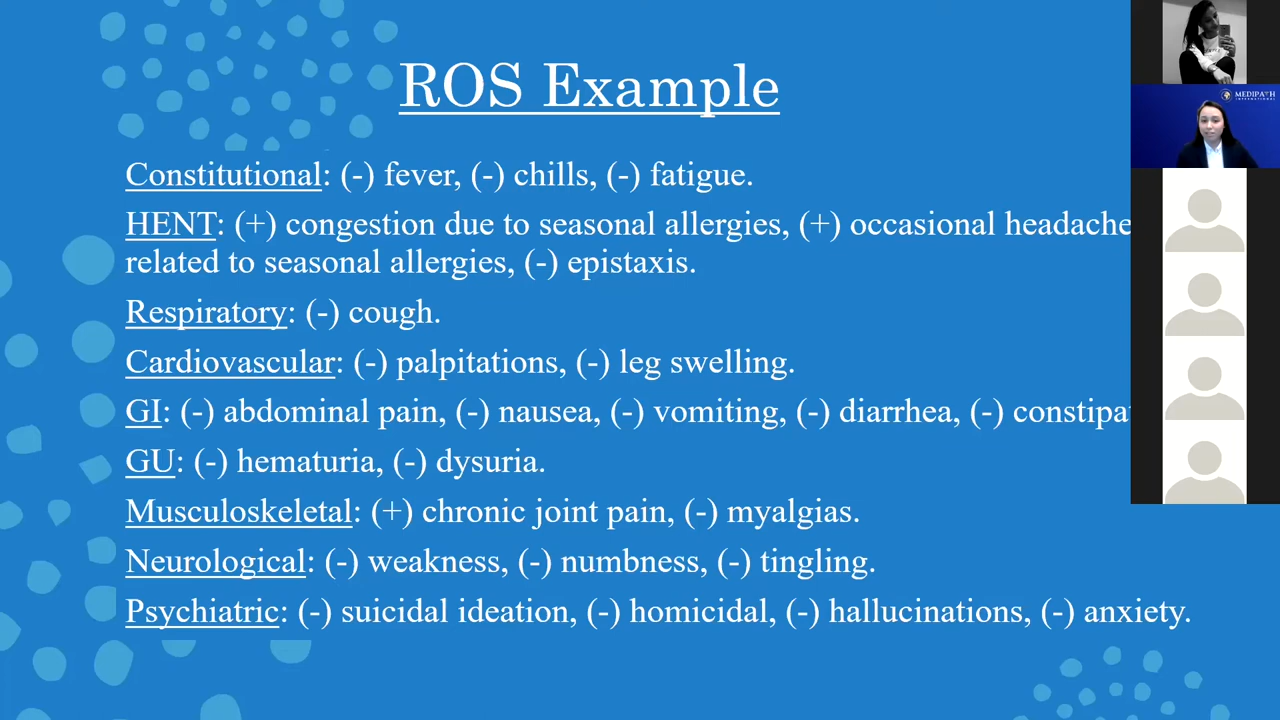 ROS Example
Constitutional: (-) fever, (-) chills, (-) fatigue.
HENT: (+) congestion due to seasonal allergies, (+) occasional headache
related to seasonal allergies, (-) epistaxis.
Respiratory: (-) cough.
Cardiovascular: (-) palpitations, (-) leg swelling.
GI: (-) abdominal pain, (-) nausea, (-) vomiting, (-) diarrhea, (-)
GU: (-) hematuria, (-) dysuria.
Musculoskeletal: (+) chronic joint pain, (-) myalgias.
Neurological: (-) weakness, (-) numbness, (-) tingling.
Psychiatric: (-) suicidal ideation, (-) homicidal, (-) hallucinations, (-) anxiety.
MEDIPATH
INTERNATIONAL